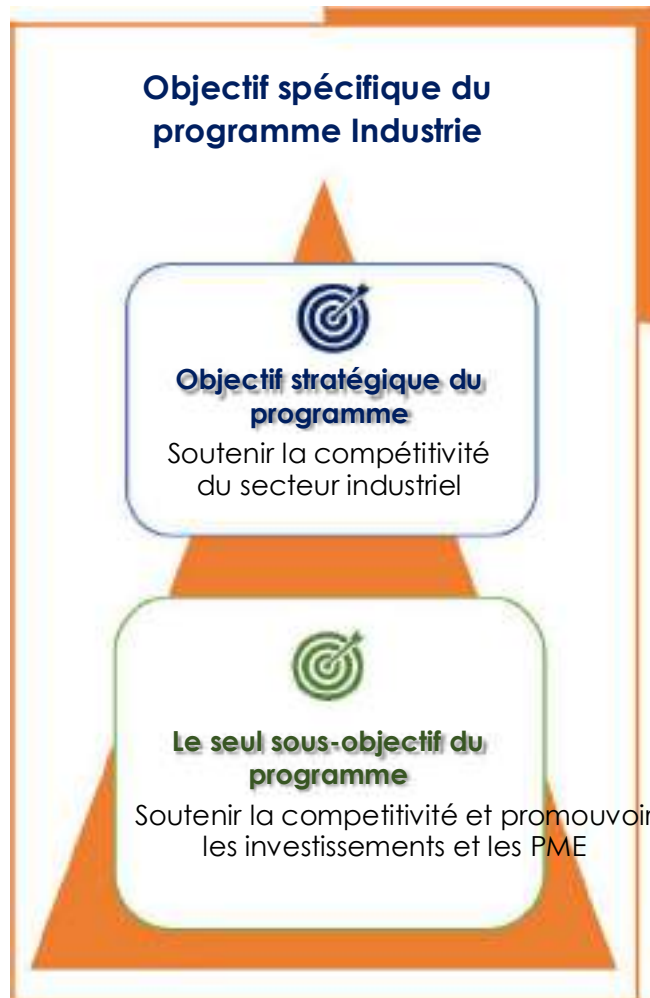 Objectif spécifique du
programme Industrie
Objectif stratégique du
programme
Soutenir la compétitivité
du secteur industriel
Le seul sous-objectif du
programme
Soutenir la competitivité et promouvoir
les investissements et les PME